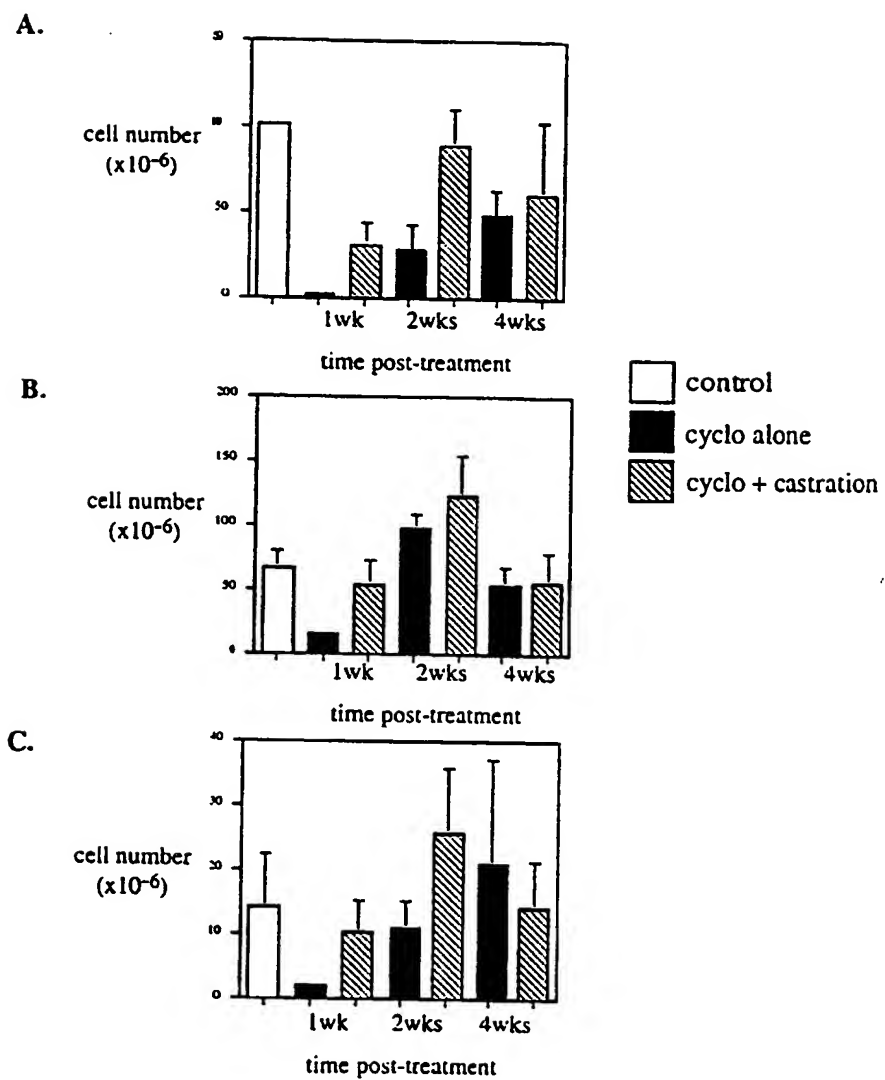 A.
cell number
(x10⁻⁶)
50
0
1wk 2wks 4wks
time post-treatment
B.
200
150
cell number
(x10⁻⁶)
100
50
0
1wk 2wks 4wks
time post-treatment
control
cyclo alone
cyclo + castration
C.
40
30
cell number
(x10⁻⁶)
20
10
0
1wk 2wks 4wks
time post-treatment